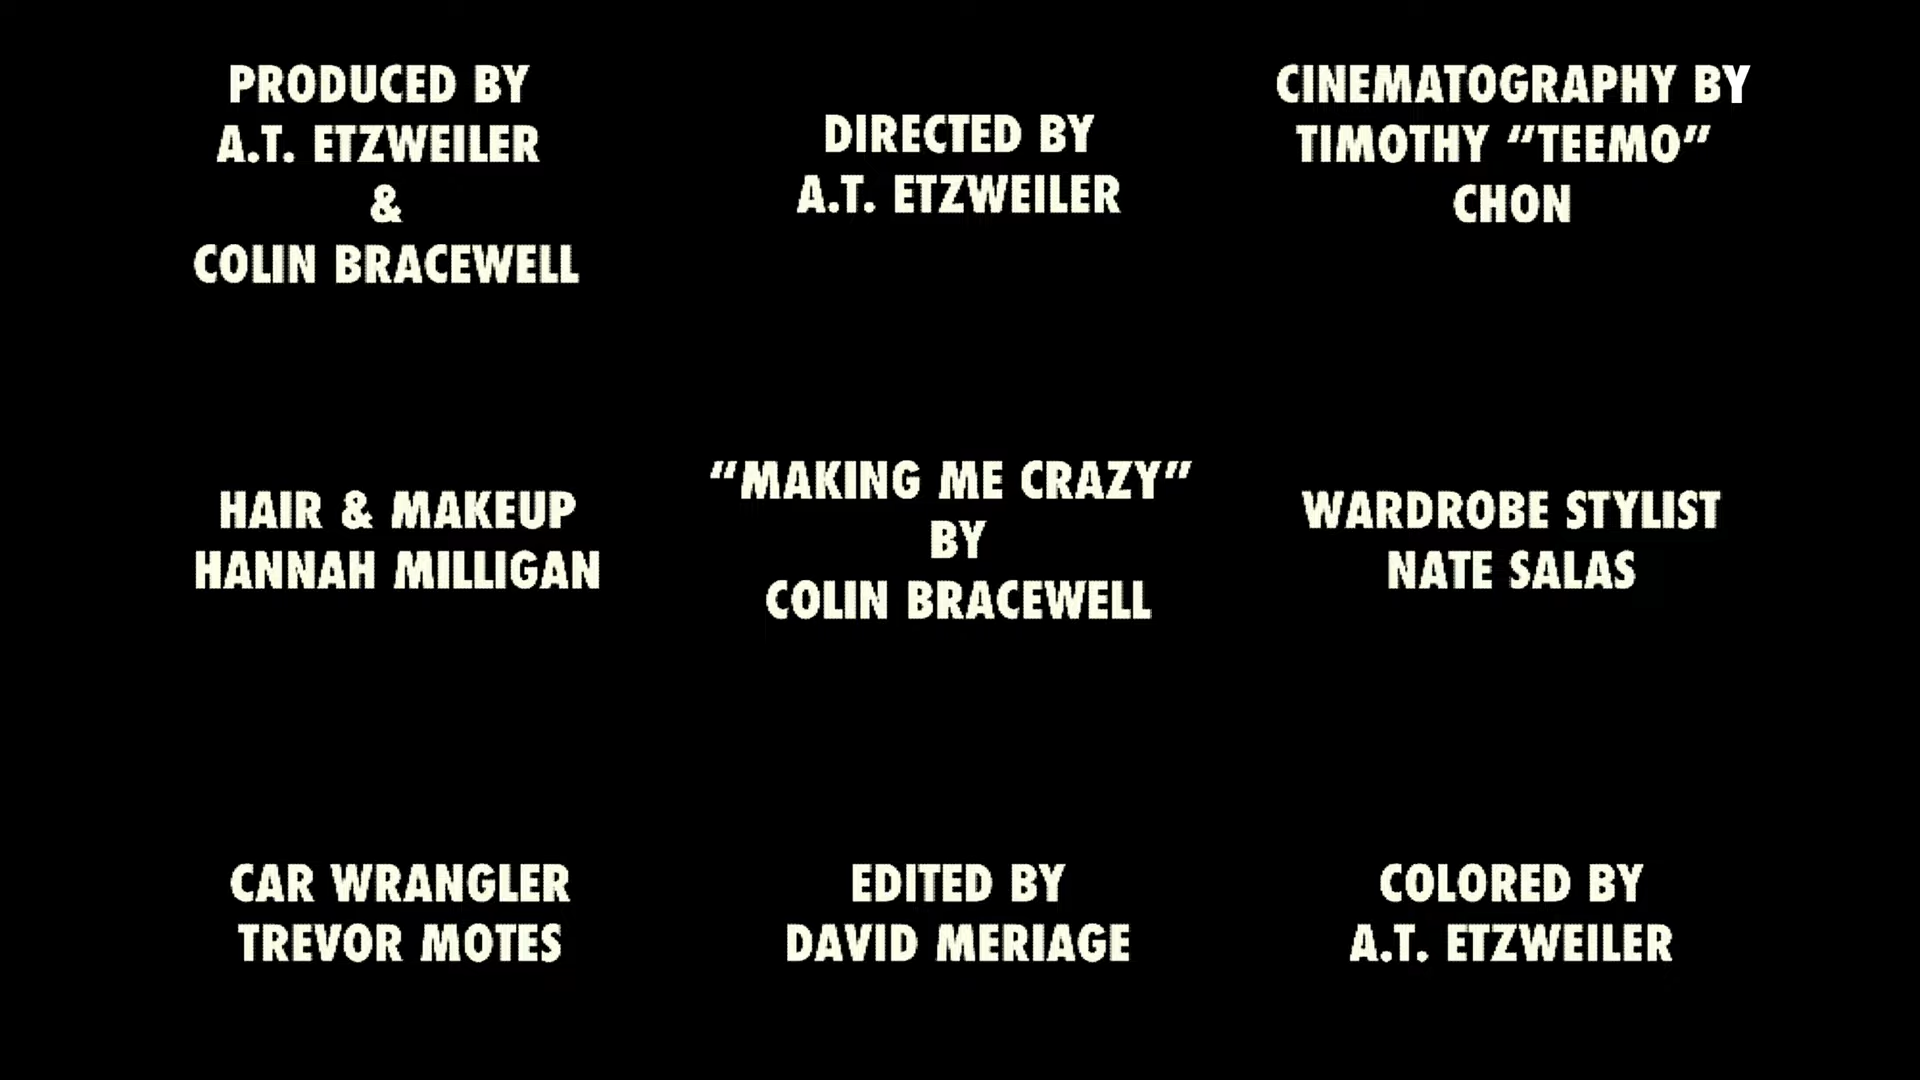 PRODUCED BY
A.T. ETZWEILER
&
COLIN BRACEWELL
DIRECTED BY
A.T. ETZWEILER
CINEMATOGRAPHY BY
TIMOTHY “TEEMO”
CHON
HAIR & MAKEUP
HANNAH MILLIGAN
“MAKING ME CRAZY”
BY
COLIN BRACEWELL
WARDROBE STYLIST
NATE SALAS
CAR WRANGLER
TREVOR MOTES
EDITED BY
DAVID MERIAGE
COLORED BY
A.T. ETZWEILER